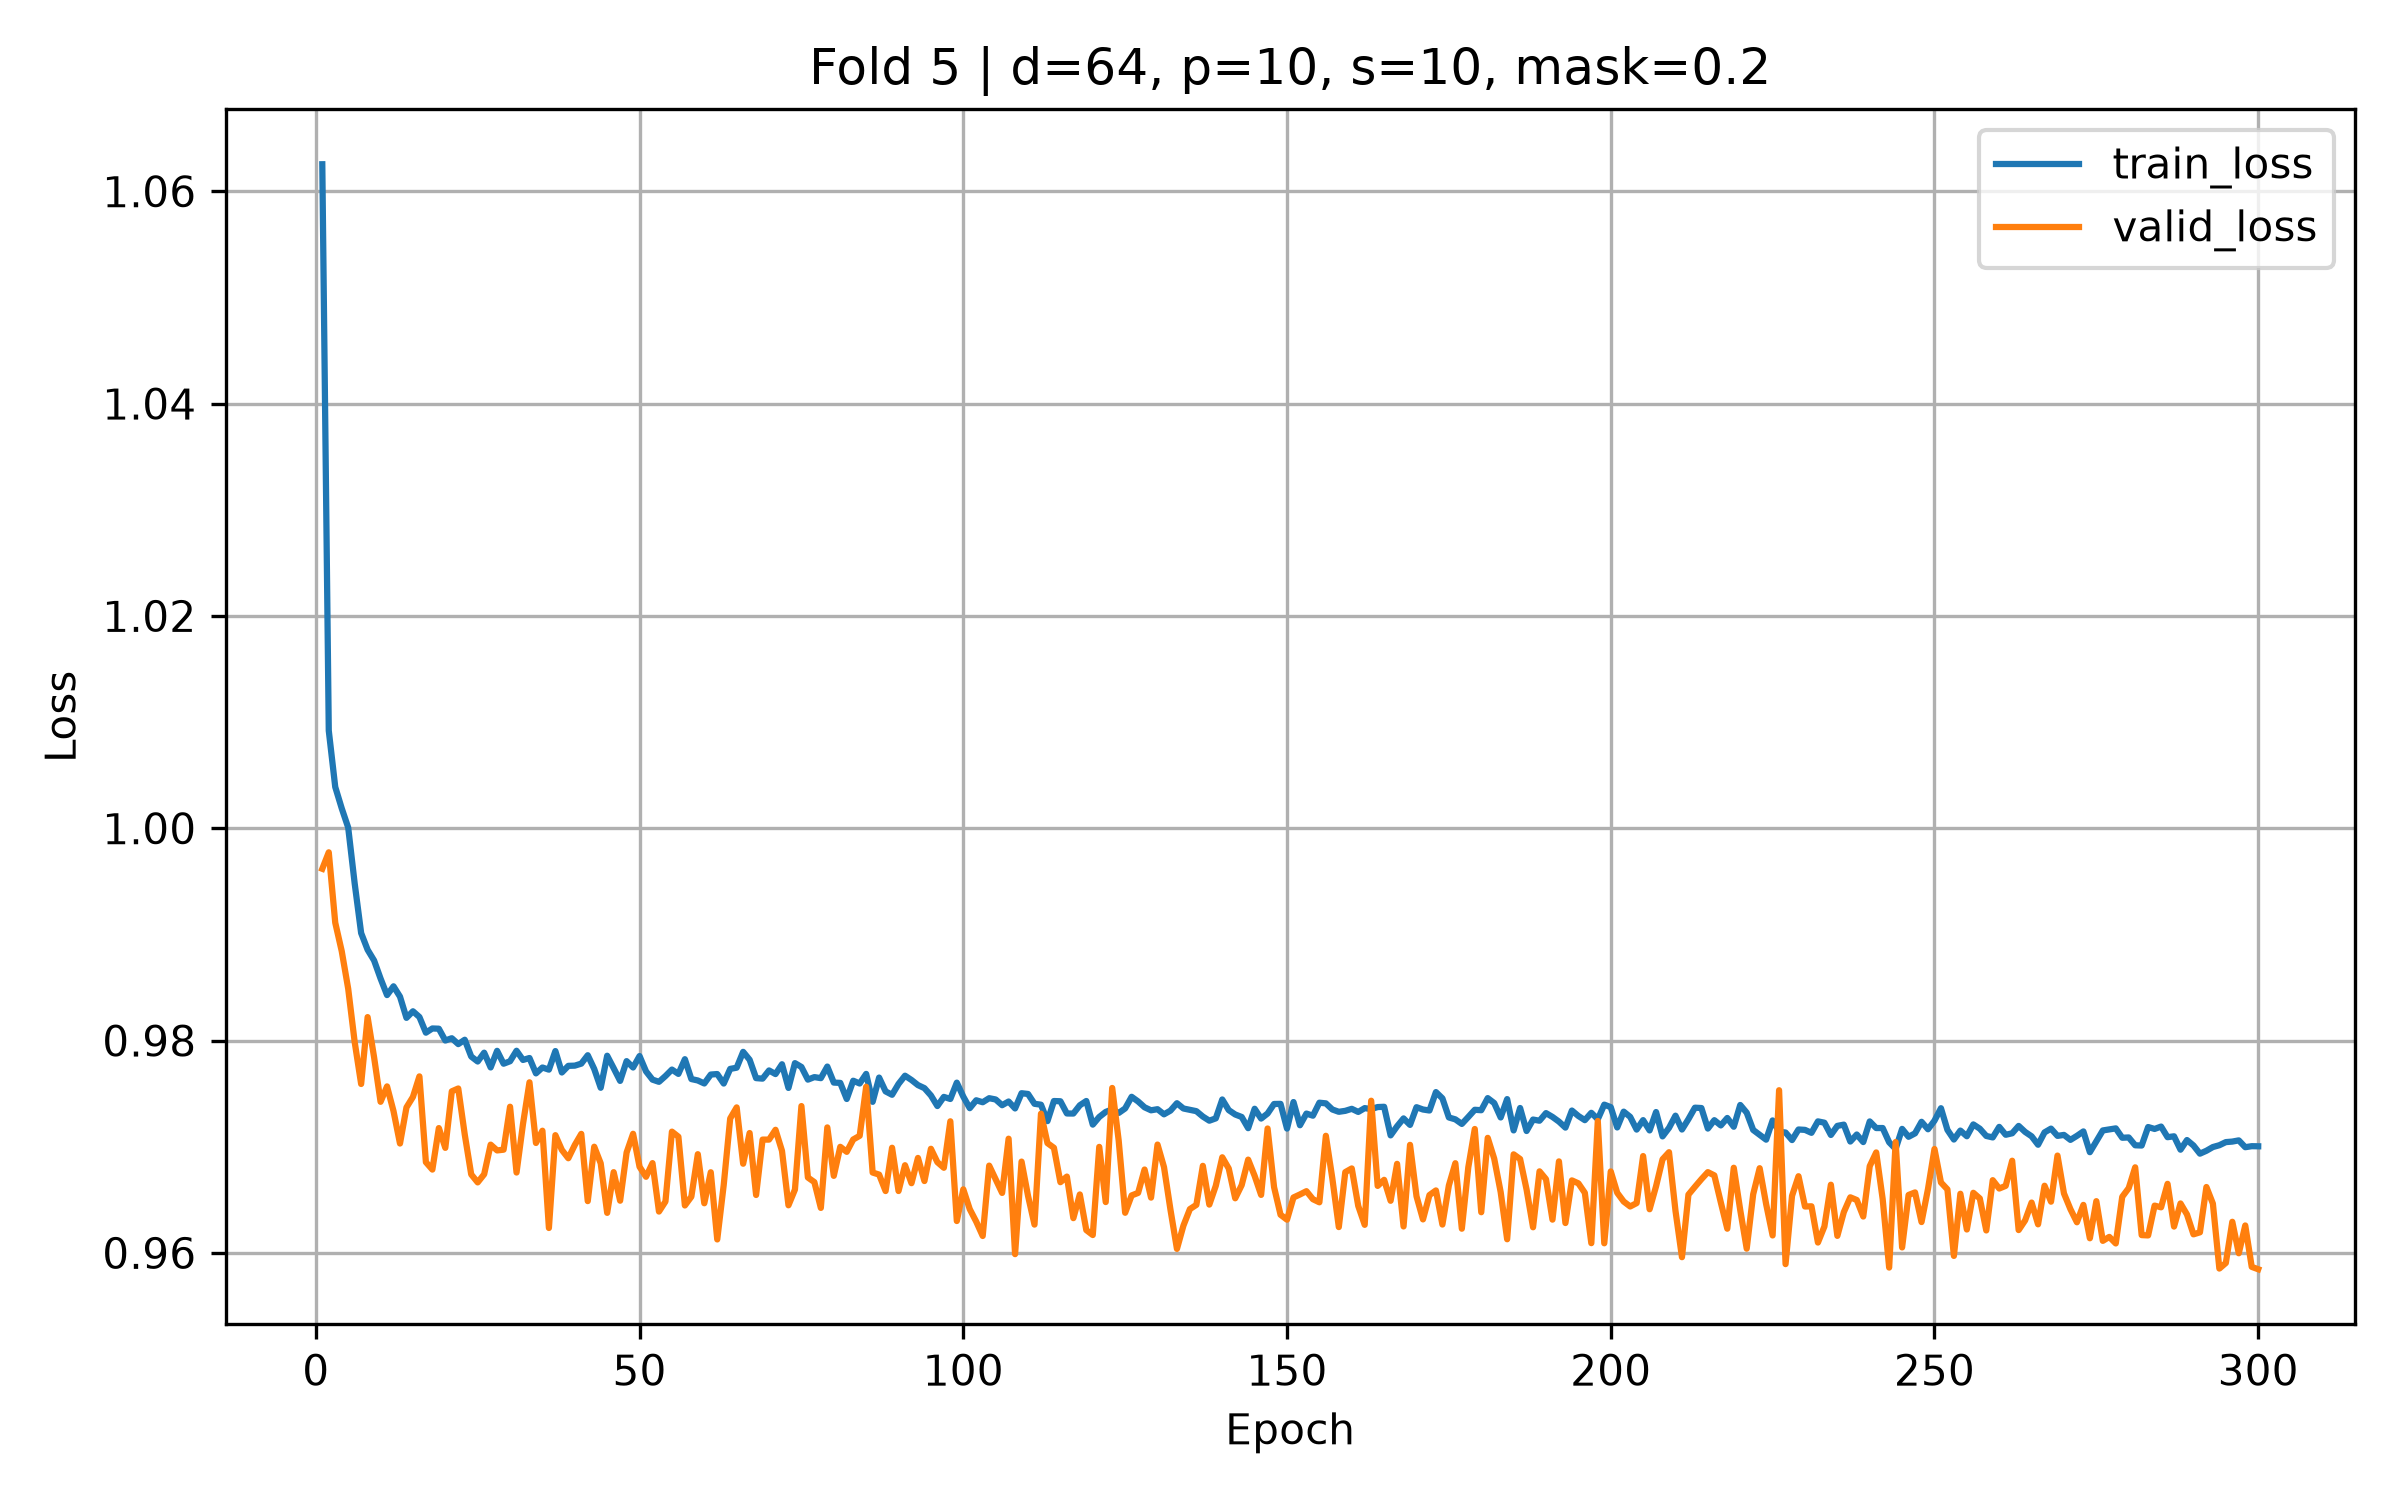 Fold 5 | d=64, p=10, s=10, mask=0.2
train_loss
valid_loss
Loss
1.06
1.04
1.02
1.00
0.98
0.96
0 50 100 150 200 250 300
Epoch